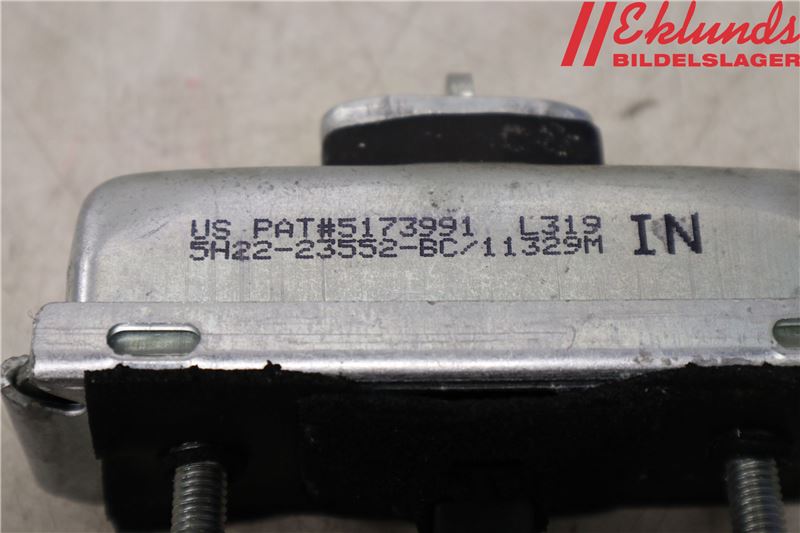 Eklunds
BILDELSLAGER
US PAT#5173991 L319
5H22-23552-BC/11329M IN